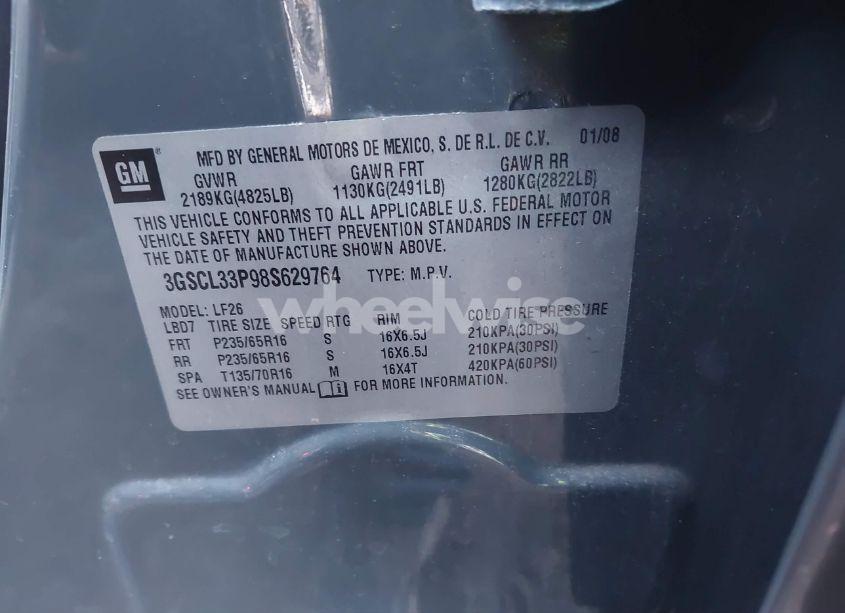 GM
MFD BY GENERAL MOTORS DE MEXICO, S. DE R.L. DE C.V. 01/08
GVWR GAWR FRT GAWR RR
2189KG(4825LB) 1130KG(2491LB) 1280KG(2822LB)
THIS VEHICLE CONFORMS TO ALL APPLICABLE U.S. FEDERAL MOTOR
VEHICLE SAFETY AND THEFT PREVENTION STANDARDS IN EFFECT ON
THE DATE OF MANUFACTURE SHOWN ABOVE.
3GSCL33P98S629764 TYPE: M.P.V.
wheelwise
MODEL: LF26
LBD7 TIRE SIZE SPEED RTG RIM COLD TIRE PRESSURE
FRT P235/65R16 S 16X6.5J 210KPA(30PSI)
RR P235/65R16 S 16X6.5J 210KPA(30PSI)
SPA T135/70R16 M 16X4T 420KPA(60PSI)
SEE OWNER'S MANUAL FOR MORE INFORMATION.